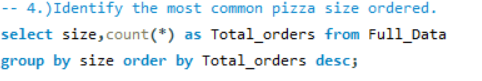 -- 4.)Identify the most common pizza size ordered.
select size,count(*) as Total_orders from Full_Data
group by size order by Total_orders desc;